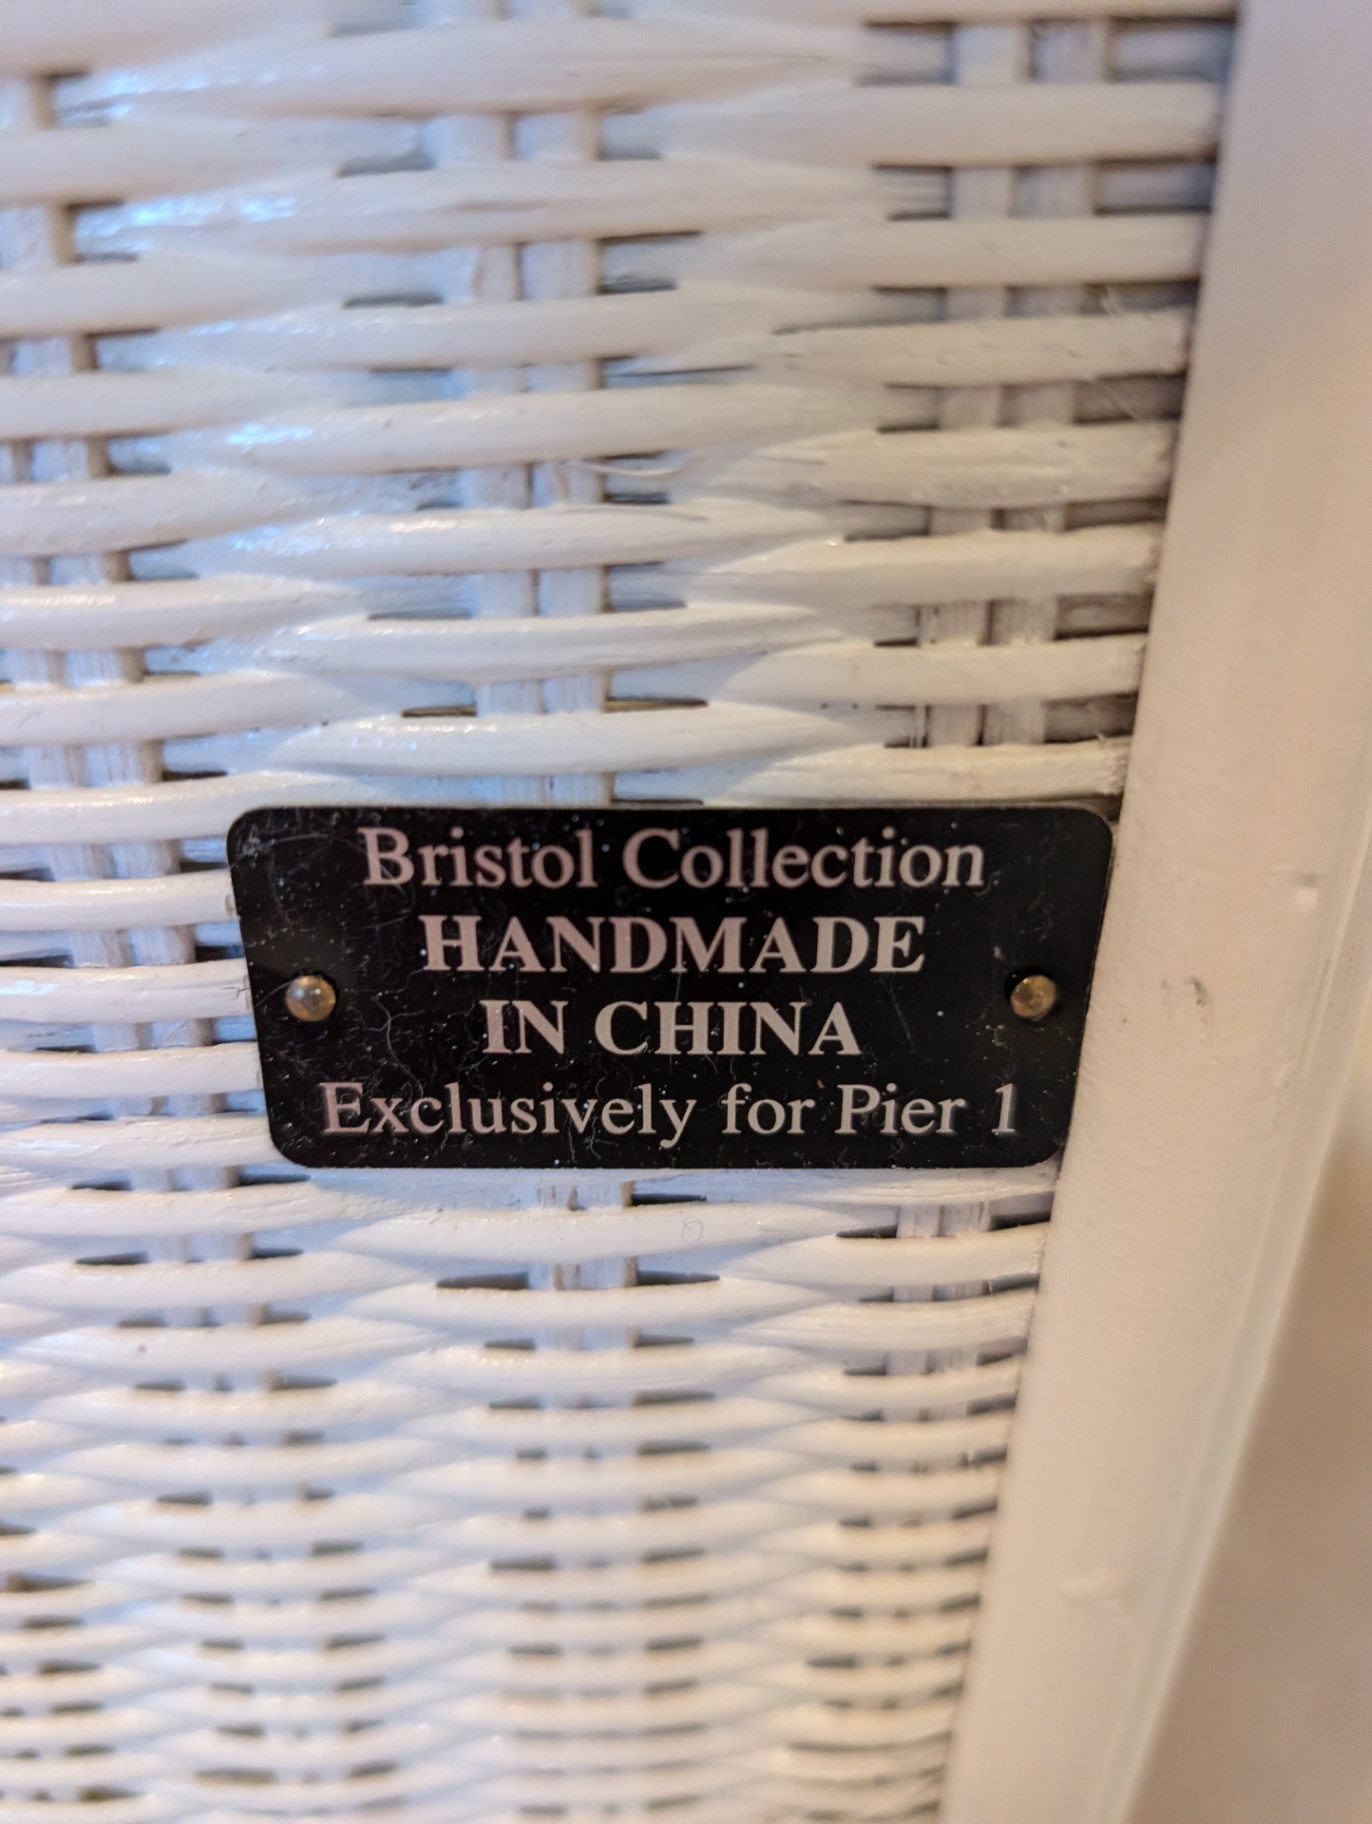 Bristol Collection
HANDMADE
IN CHINA
Exclusively for Pier 1